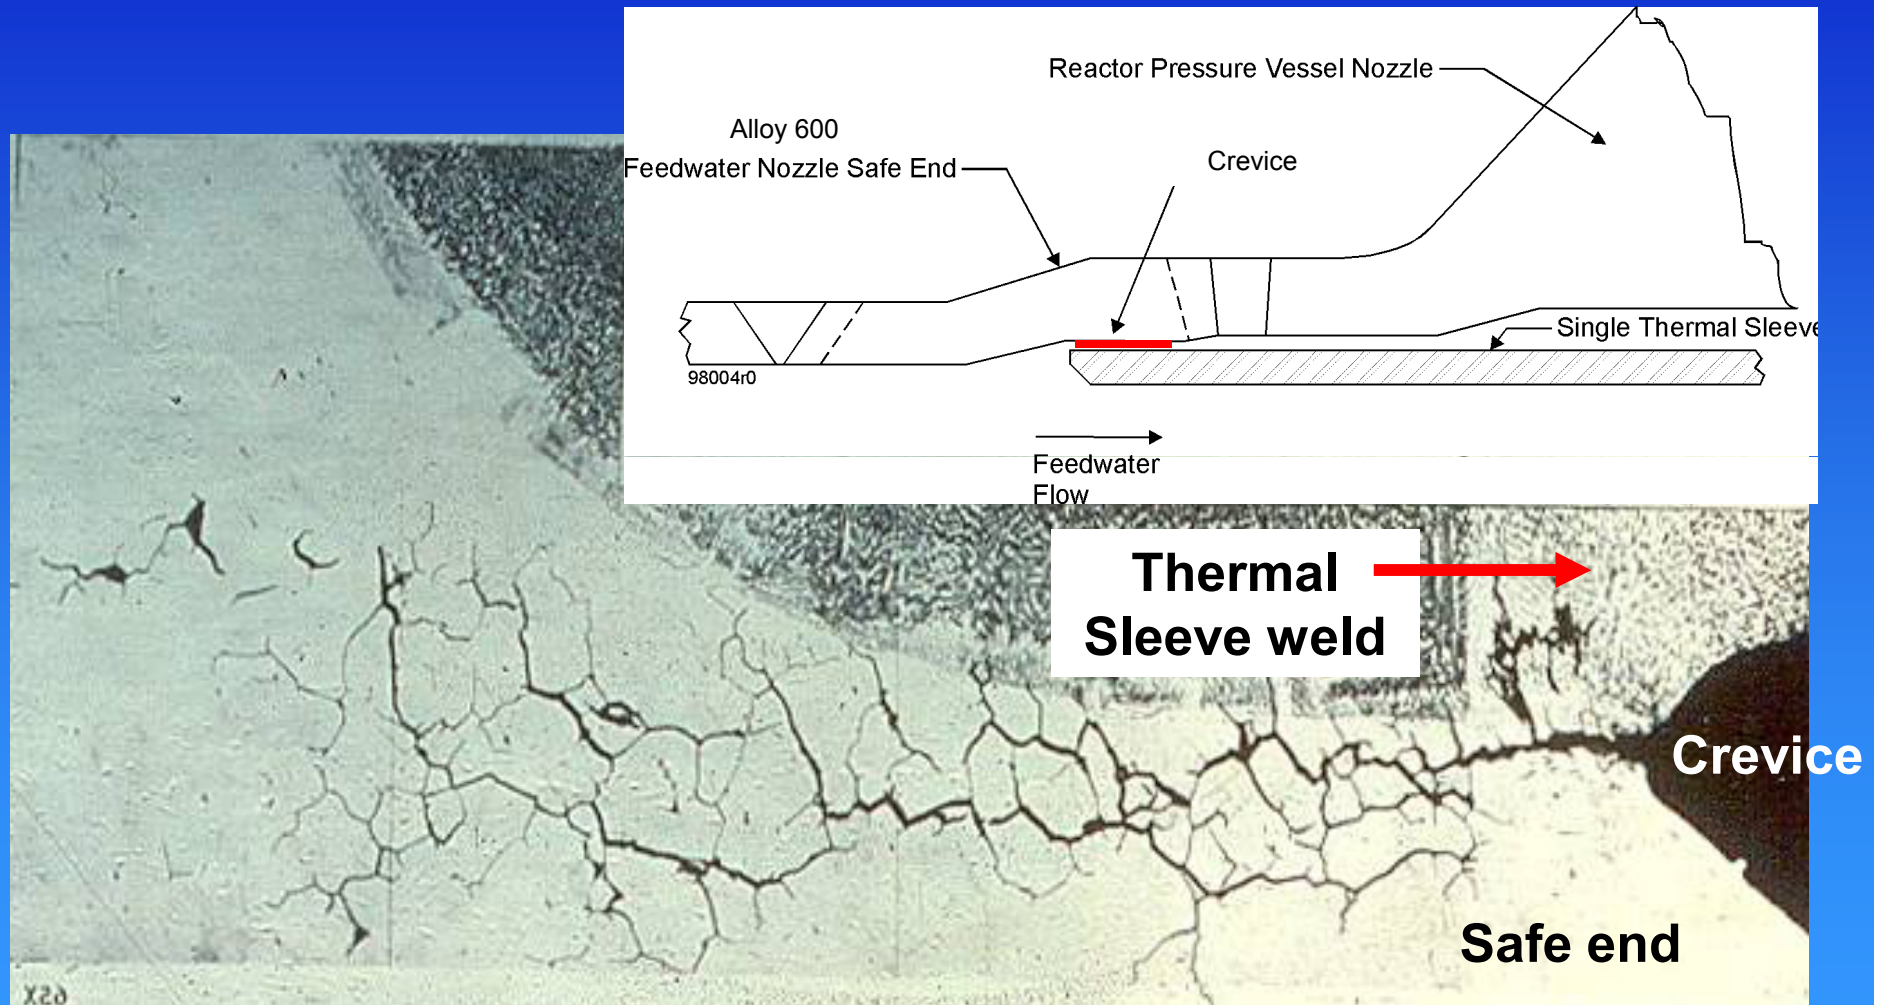 Reactor Pressure Vessel Nozzle
Alloy 600
Feedwater Nozzle Safe End
Crevice
Single Thermal Sleeve
98004r0
Feedwater
Flow
Thermal
Sleeve weld
Crevice
Safe end